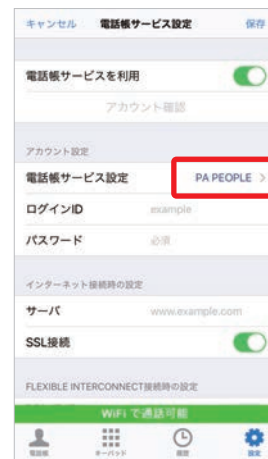 キャンセル 電話帳サービス設定 保存
電話帳サービスを利用
アカウント確認
アカウント設定
電話帳サービス設定 PA PEOPLE >
ログインID example
パスワード 必須
インターネット接続時の設定
サーバ www.example.com
SSL接続
FLEXIBLE INTERCONNECT接続時の設定
WiFi で通話可能
電話帳 キーパッド 履歴 設定